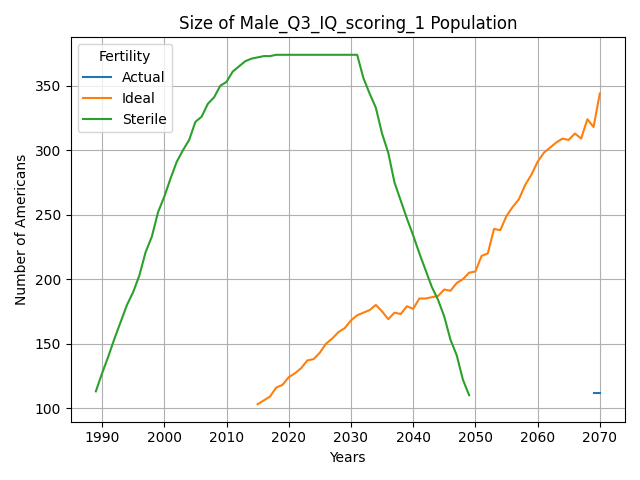 Size of Male_Q3_IQ_scoring_1 Population
Fertility
Actual
Ideal
Sterile
Number of Americans
350
300
250
200
150
100
1990 2000 2010 2020 2030 2040 2050 2060 2070
Years